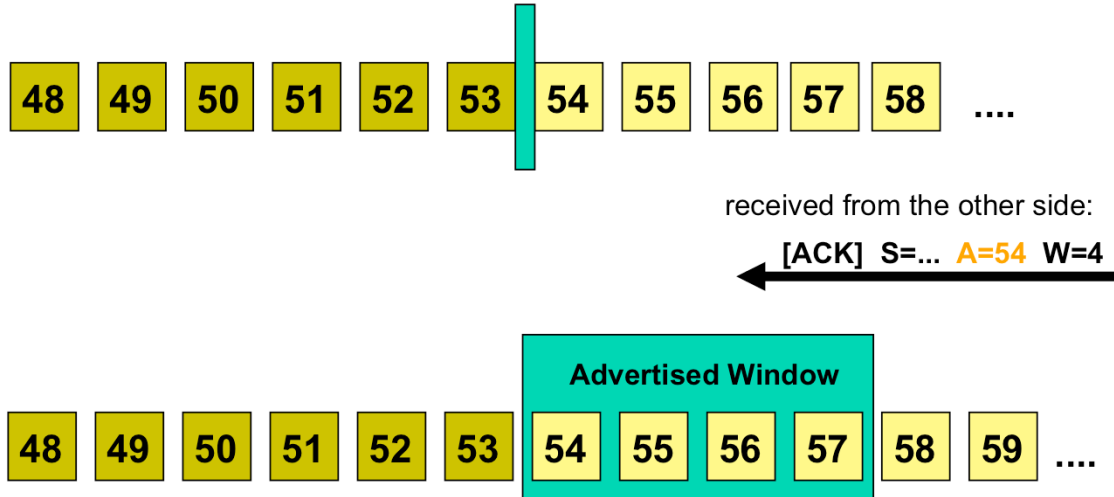 48 49 50 51 52 53 54 55 56 57 58 ....
received from the other side:
[ACK] S=... A=54 W=4
Advertised Window
48 49 50 51 52 53 54 55 56 57 58 59 ....